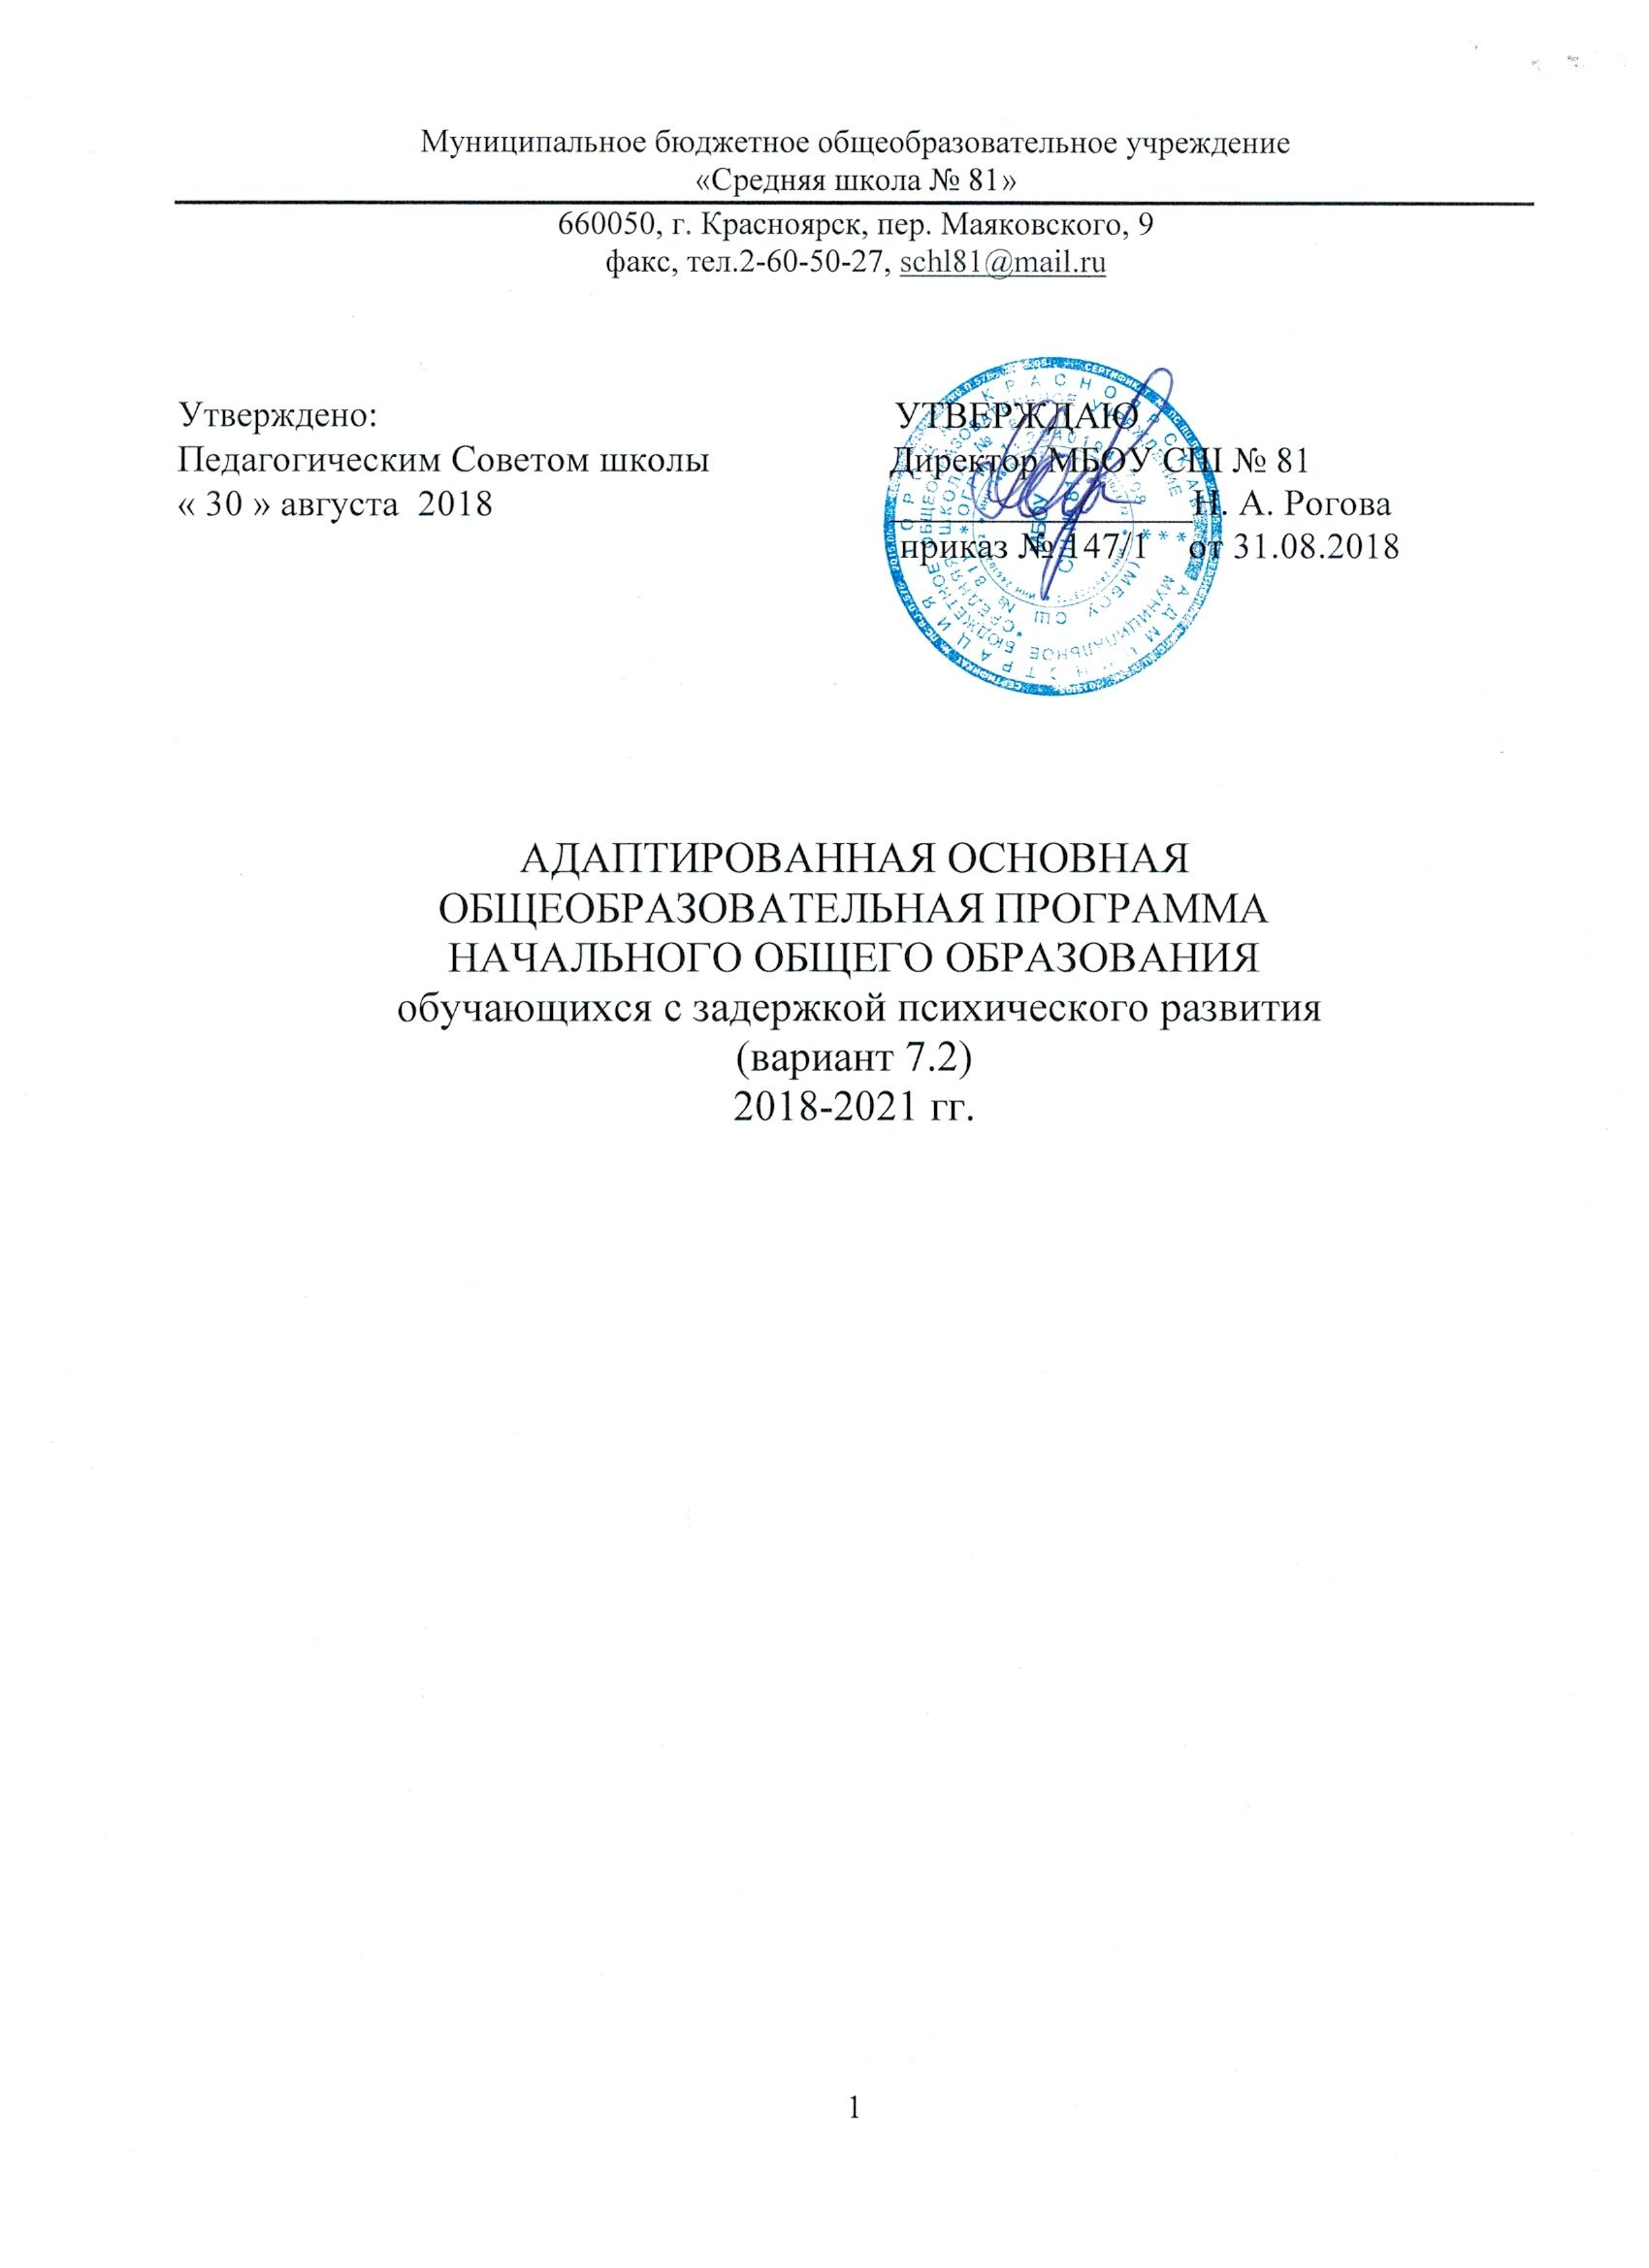 Муниципальное бюджетное общеобразовательное учреждение
«Средняя школа № 81»
660050, г. Красноярск, пер. Маяковского, 9
факс, тел.2-60-50-27, schl81@mail.ru
Утверждено:
Педагогическим Советом школы
« 30 » августа 2018
УТВЕРЖДАЮ
Директор МБОУ СШ № 81
Н. А. Рогова
приказ № 147/1 от 31.08.2018
АДАПТИРОВАННАЯ ОСНОВНАЯ
ОБЩЕОБРАЗОВАТЕЛЬНАЯ ПРОГРАММА
НАЧАЛЬНОГО ОБЩЕГО ОБРАЗОВАНИЯ
обучающихся с задержкой психического развития
(вариант 7.2)
2018-2021 гг.
1